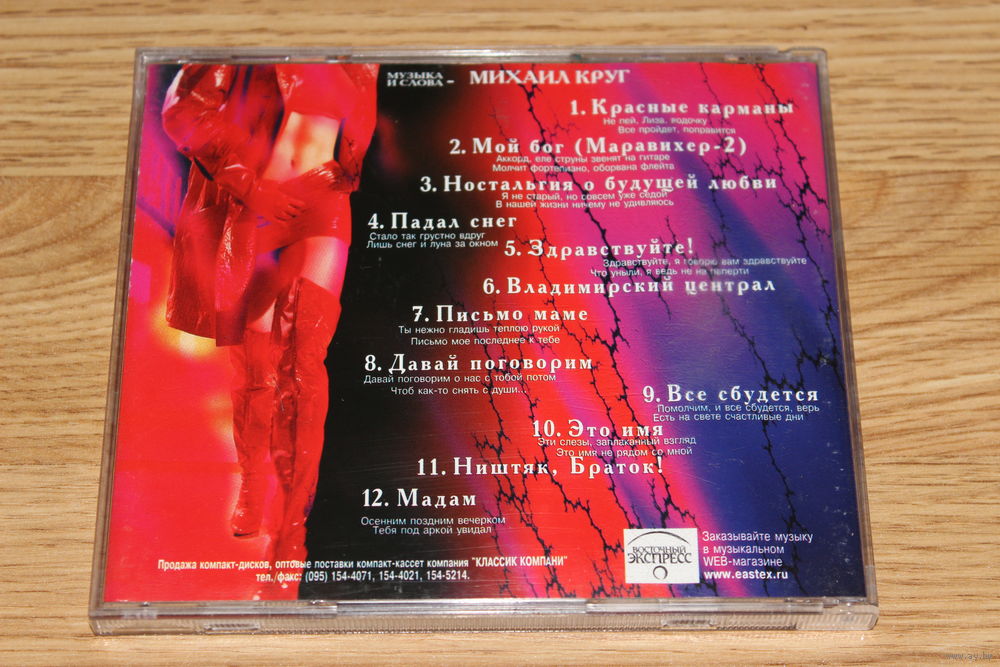 МУЗЫКА
И СЛОВА - МИХАИЛ КРУГ
1. Красные карманы
Не пей, Лиза, водочку
Все пройдет, поправится
2. Мой бог (Маравихер-2)
Аккорд, еле струны звенят на гитаре
Молчит фортепиано, оборвана флейта
3. Ностальгия о будущей любви
Я не старый, но совсем уже седой
В нашей жизни ничему не удивляюсь
4. Падал снег
Стало так грустно вдруг
Лишь снег и луна за окном
5. Здравствуйте!
Здравствуйте, я говорю вам здравствуйте
Что уныли, я ведь не на паперти
6. Владимирский централ
7. Письмо маме
Ты нежно гладишь теплою рукой
Письмо мое последнее к тебе
8. Давай поговорим
Давай поговорим о нас с тобой потом
Чтоб как-то снять с души...
9. Все сбудется
Помолчим, и все сбудется, верь
Есть на свете счастливые дни
10. Это имя
Эти слезы, заплаканный взгляд
Это имя не рядом со мной
11. Ништяк, Браток!
12. Мадам
Осенним поздним вечерком
Тебя под аркой увидал
Продажа компакт-дисков, оптовые поставки компакт-кассет компания "КЛАССИК КОМПАНИ"
тел./факс: (095) 154-4071, 154-4021, 154-5214.
ВОСТОЧНЫЙ
ЭКСПРЕСС
Заказывайте музыку
в музыкальном
WEB-магазине
www.eastex.ru
www.ay.by